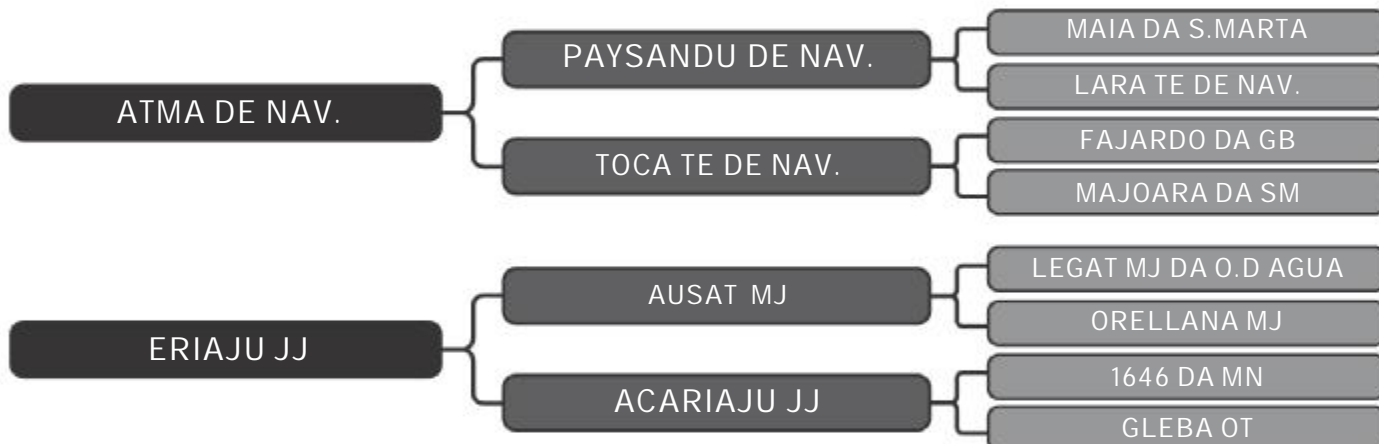 ATMA DE NAV.
PAYSANDU DE NAV.
MAIA DA S.MARTA
LARA TE DE NAV.
TOCA TE DE NAV.
FAJARDO DA GB
MAJOARA DA SM
ERIAJU JJ
AUSAT MJ
LEGAT MJ DA O.D AGUA
ORELLANA MJ
ACARIAJU JJ
1646 DA MN
GLEBA OT